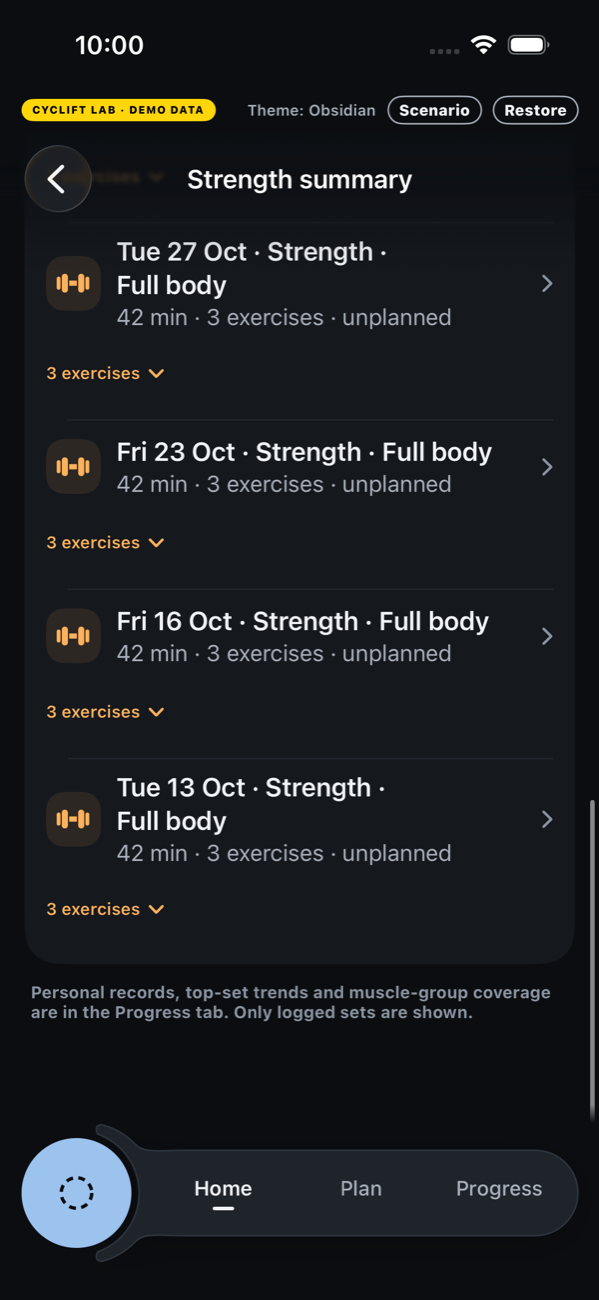 10:00
CYCLIFT LAB · DEMO DATA
Theme: Obsidian
Scenario
Restore
Strength summary
Tue 27 Oct · Strength ·
Full body
42 min · 3 exercises · unplanned
3 exercises
Fri 23 Oct · Strength · Full body
42 min · 3 exercises · unplanned
3 exercises
Fri 16 Oct · Strength · Full body
42 min · 3 exercises · unplanned
3 exercises
Tue 13 Oct · Strength ·
Full body
42 min · 3 exercises · unplanned
3 exercises
Personal records, top-set trends and muscle-group coverage
are in the Progress tab. Only logged sets are shown.
Home
Plan
Progress